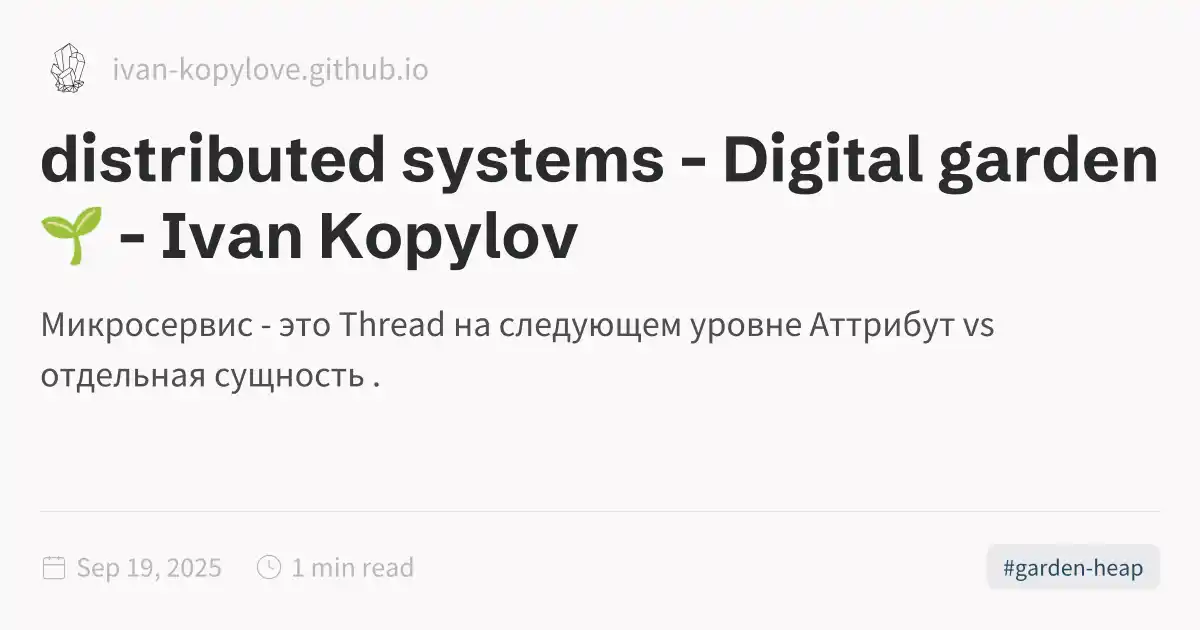 ivan-kopylove.github.io
distributed systems - Digital garden
🌱 - Ivan Kopylov
Микросервис - это Thread на следующем уровне Аттрибут vs
отдельная сущность .
Sep 19, 2025
1 min read
#garden-heap